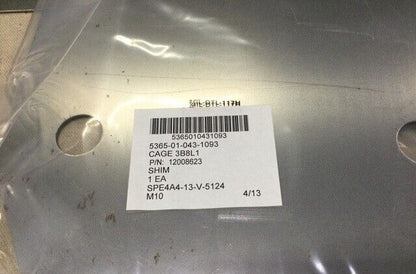 MIL-DTL-117H
5365010431093
5365-01-043-1093
CAGE 3B8L1
P/N: 12008623
SHIM
1 EA
SPE4A4-13-V-5124
M10 4/13